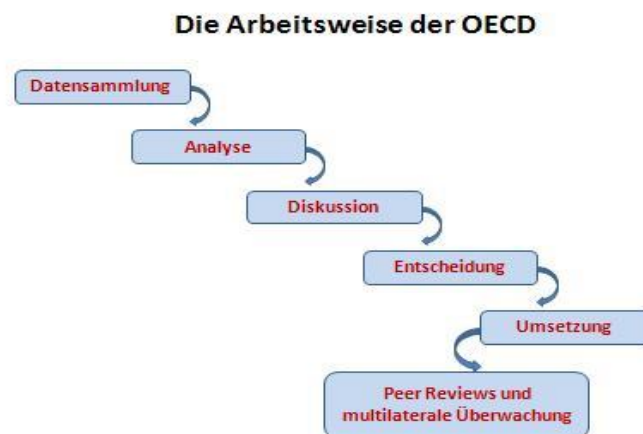 Die Arbeitsweise der OECD
Datensammlung
Analyse
Diskussion
Entscheidung
Umsetzung
Peer Reviews und
multilaterale Überwachung